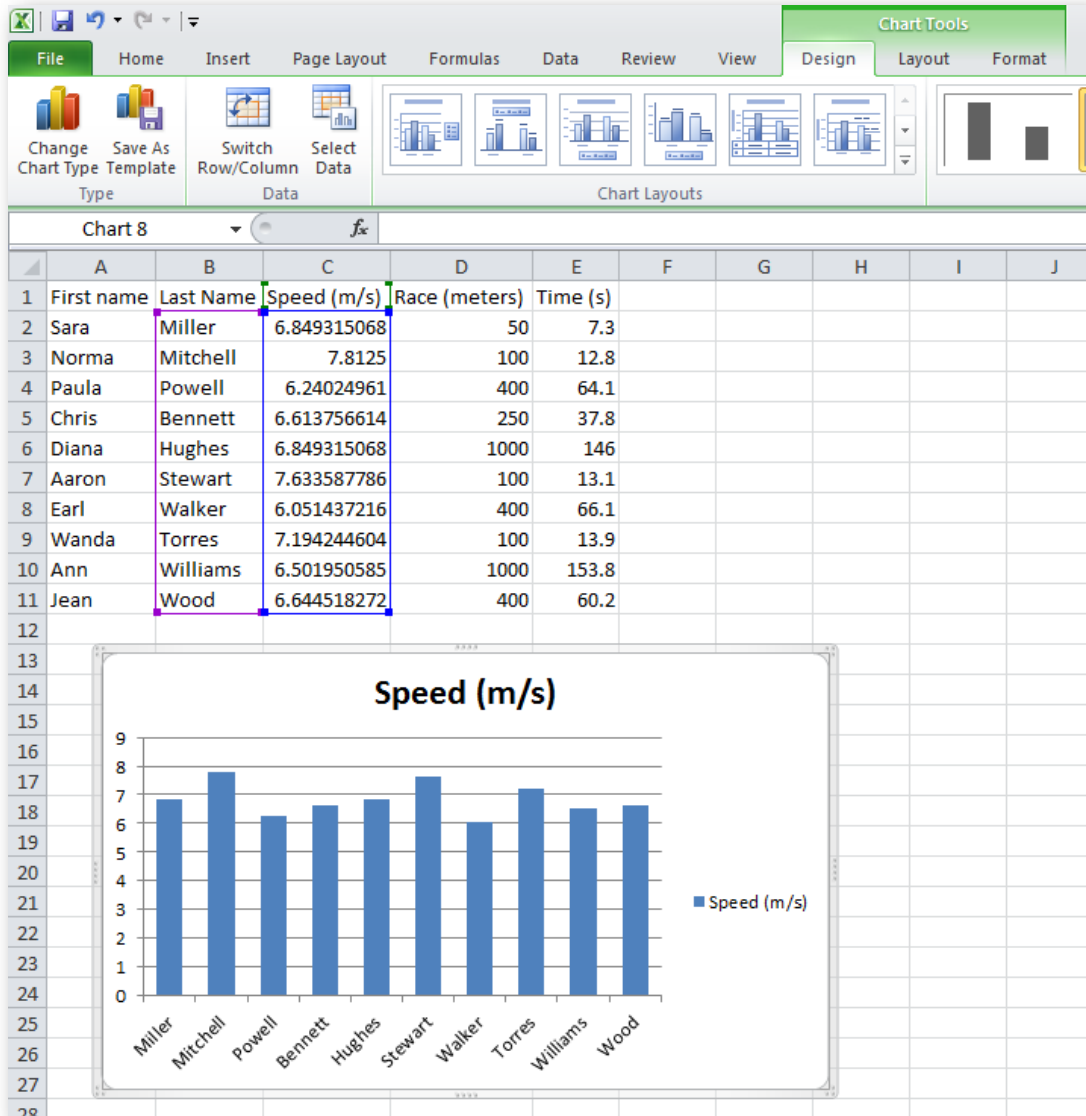 Chart Tools
File Home Insert Page Layout Formulas Data Review View Design Layout Format
Change Chart Type Save As Template Switch Row/Column Select Data
Type Data Chart Layouts
Chart 8 fx
A B C D E F G H I J
1 First name Last Name Speed (m/s) Race (meters) Time (s)
2 Sara Miller 6.849315068 50 7.3
3 Norma Mitchell 7.8125 100 12.8
4 Paula Powell 6.24024961 400 64.1
5 Chris Bennett 6.613756614 250 37.8
6 Diana Hughes 6.849315068 1000 146
7 Aaron Stewart 7.633587786 100 13.1
8 Earl Walker 6.051437216 400 66.1
9 Wanda Torres 7.194244604 100 13.9
10 Ann Williams 6.501950585 1000 153.8
11 Jean Wood 6.644518272 400 60.2
12
13
14
15
16
17
18
19
20
21
22
23
24
25
26
27
28
Speed (m/s)
9
8
7
6
5
4
3
2
1
0
Miller Mitchell Powell Bennett Hughes Stewart Walker Torres Williams Wood
Speed (m/s)